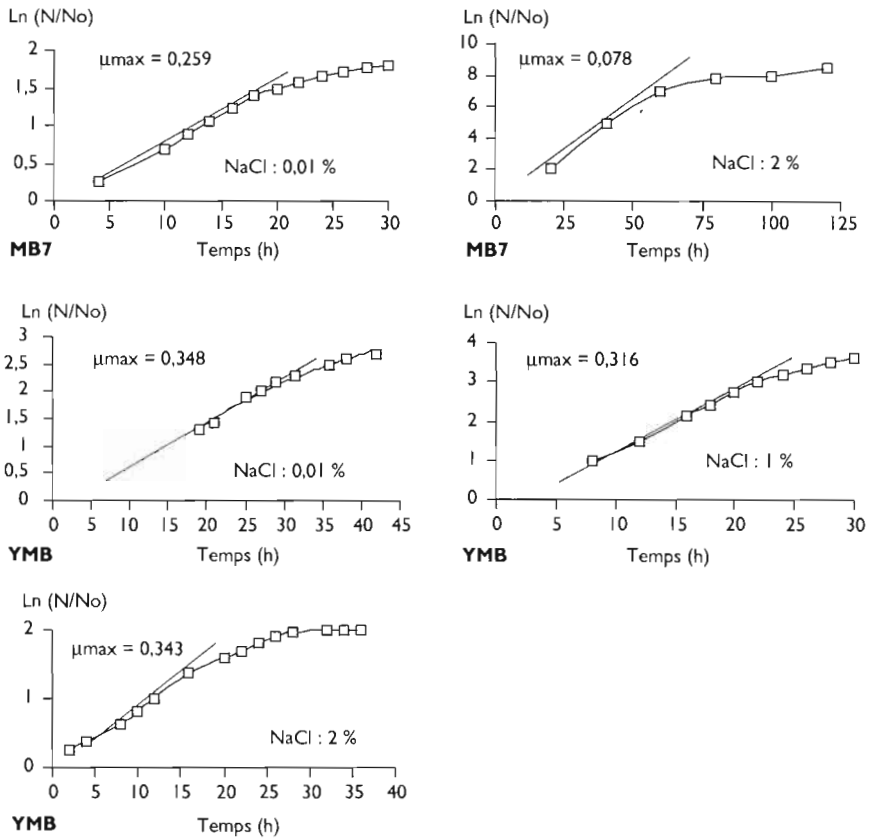 Ln (N/No)
2
1,5
1
0,5
0
µmax = 0,259
NaCl : 0,01 %
0 5 10 15 20 25 30
MB7 Temps (h)
Ln (N/No)
10
8
6
4
2
0
µmax = 0,078
NaCl : 2 %
0 25 50 75 100 125
MB7 Temps (h)
Ln (N/No)
3
2,5
2
1,5
1
0,5
0
µmax = 0,348
NaCl : 0,01 %
0 5 10 15 20 25 30 35 40 45
YMB Temps (h)
Ln (N/No)
4
3
2
1
0
µmax = 0,316
NaCl : 1 %
0 5 10 15 20 25 30
YMB Temps (h)
Ln (N/No)
2
1
0
µmax = 0,343
NaCl : 2 %
0 5 10 15 20 25 30 35 40
YMB Temps (h)